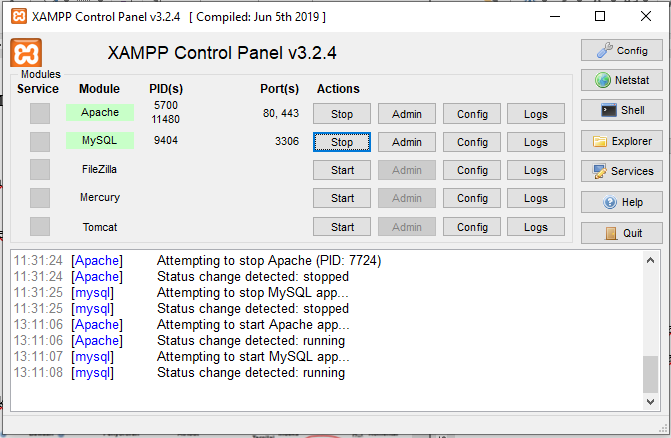 XAMPP Control Panel v3.2.4 [ Compiled: Jun 5th 2019 ]
XAMPP Control Panel v3.2.4
Config
Modules
Service Module PID(s) Port(s) Actions
Netstat
Apache 5700 11480 80, 443 Stop Admin Config Logs
Shell
MySQL 9404 3306 Stop Admin Config Logs
Explorer
FileZilla Start Admin Config Logs
Services
Mercury Start Admin Config Logs
Help
Tomcat Start Admin Config Logs
Quit
11:31:24 [Apache] Attempting to stop Apache (PID: 7724)
11:31:24 [Apache] Status change detected: stopped
11:31:25 [mysql] Attempting to stop MySQL app...
11:31:25 [mysql] Status change detected: stopped
13:11:06 [Apache] Attempting to start Apache app...
13:11:06 [Apache] Status change detected: running
13:11:07 [mysql] Attempting to start MySQL app...
13:11:08 [mysql] Status change detected: running